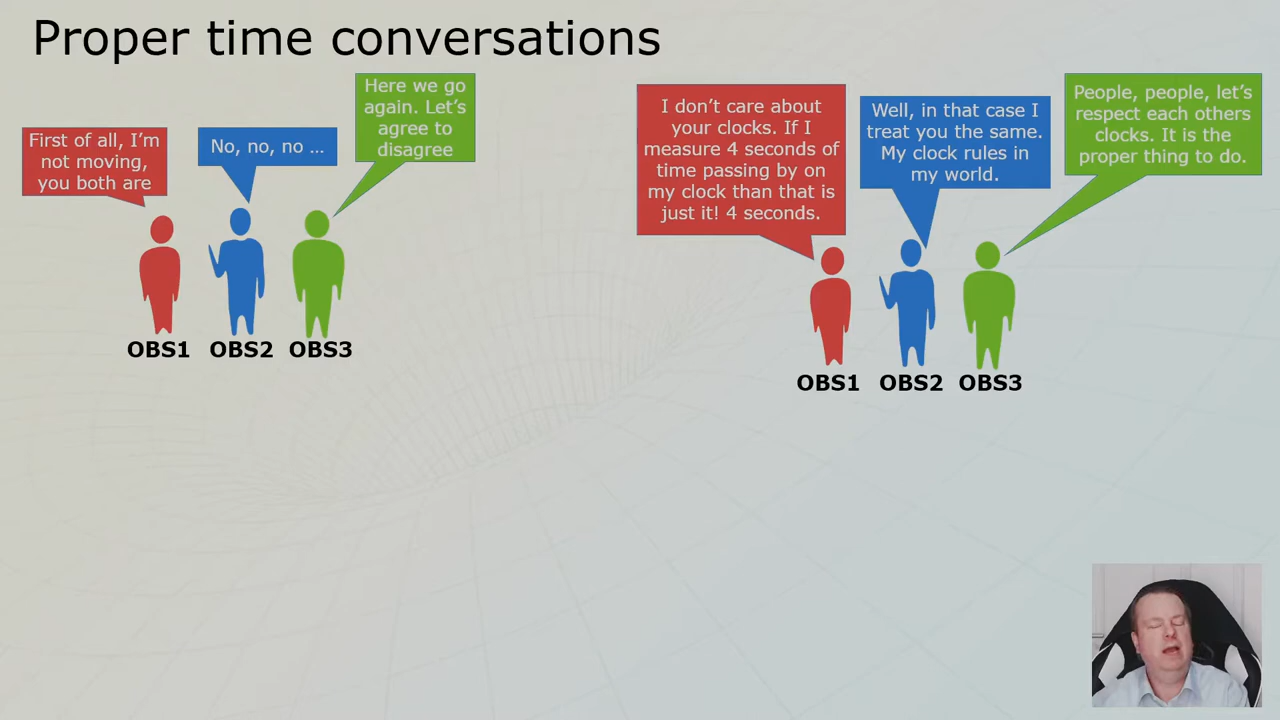 Proper time conversations
First of all, I'm
not moving,
you both are
No, no, no ...
Here we go
again. Let's
agree to
disagree
OBS1 OBS2 OBS3
I don't care about
your clocks. If I
measure 4 seconds of
time passing by on
my clock than that is
just it! 4 seconds.
Well, in that case I
treat you the same.
My clock rules in
my world.
People, people, let's
respect each others
clocks. It is the
proper thing to do.
OBS1 OBS2 OBS3